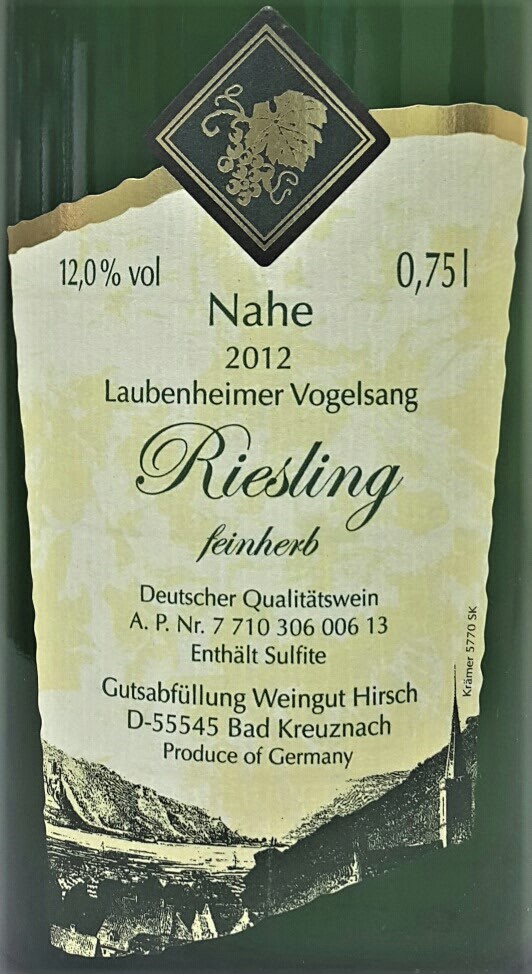 12,0% vol
0,75 l
Nahe
2012
Laubenheimer Vogelsang
Riesling
feinherb
Deutscher Qualitätswein
A. P. Nr. 7 710 306 006 13
Enthält Sulfite
Gutsabfüllung Weingut Hirsch
D-55545 Bad Kreuznach
Produce of Germany
Krämer 5770 SK